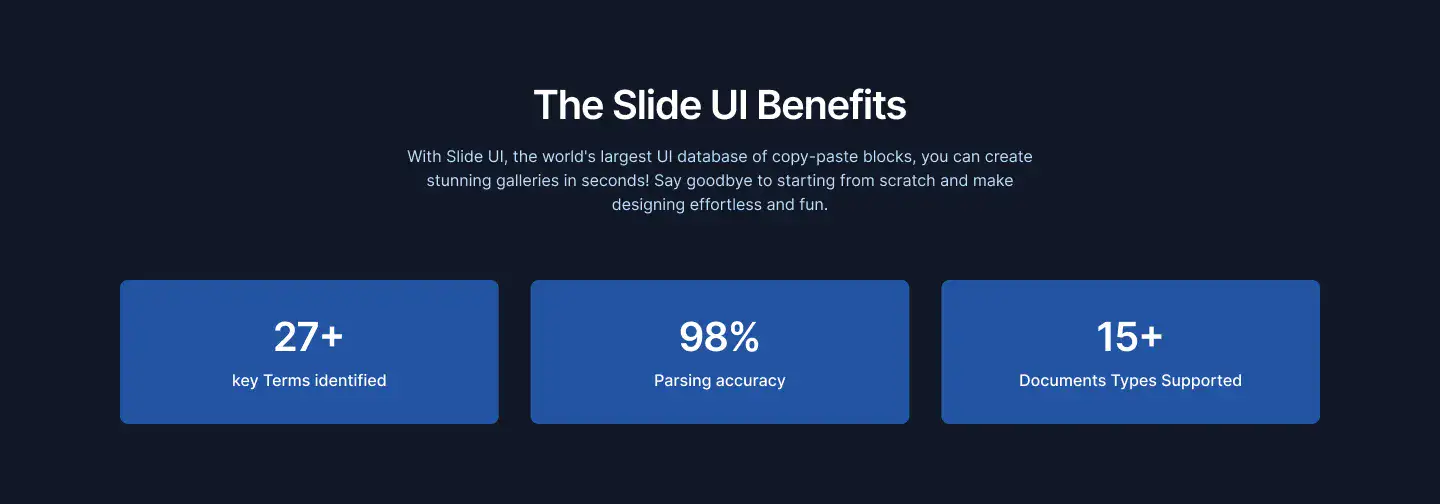 The Slide UI Benefits
With Slide UI, the world's largest UI database of copy-paste blocks, you can create
stunning galleries in seconds! Say goodbye to starting from scratch and make
designing effortless and fun.
27+
key Terms identified
98%
Parsing accuracy
15+
Documents Types Supported